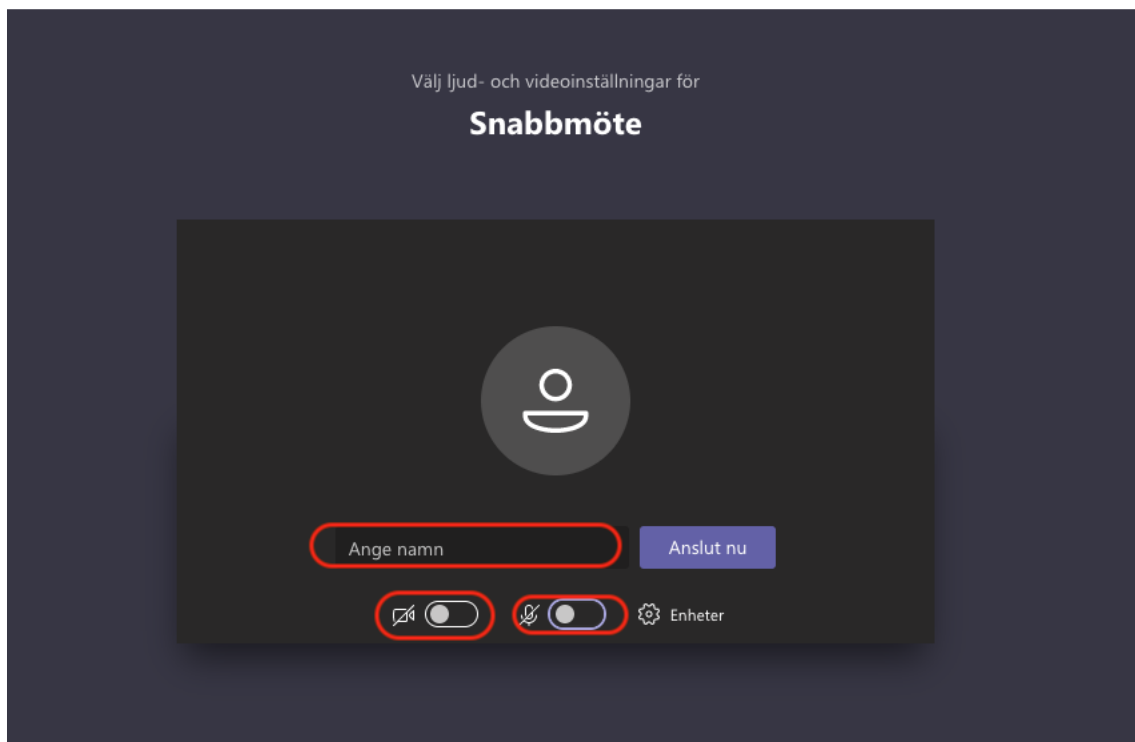 Välj ljud- och videoinställningar för
Snabbmöte
Ange namn
Anslut nu
Enheter